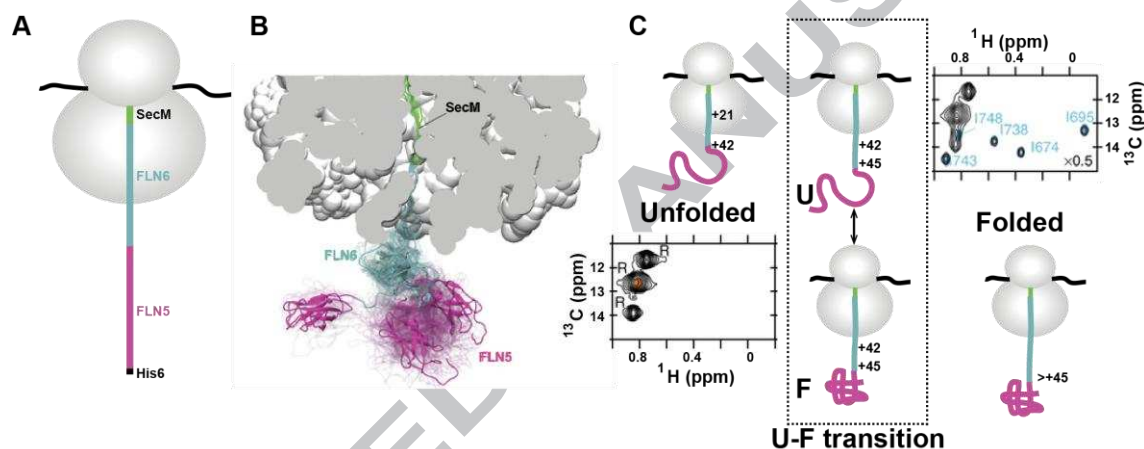 A
SecM
FLN6
FLN5
His6
B
SecM
FLN6
FLN5
C
+21
+42
Unfolded
R
R
R
12
13
14
13C (ppm)
0.8
0.4
0
1H (ppm)
+42
+45
U
F
+42
+45
U-F transition
1H (ppm)
0.8
0.4
0
I748
I738
I695
I743
I674
×0.5
12
13
14
13C (ppm)
Folded
>+45